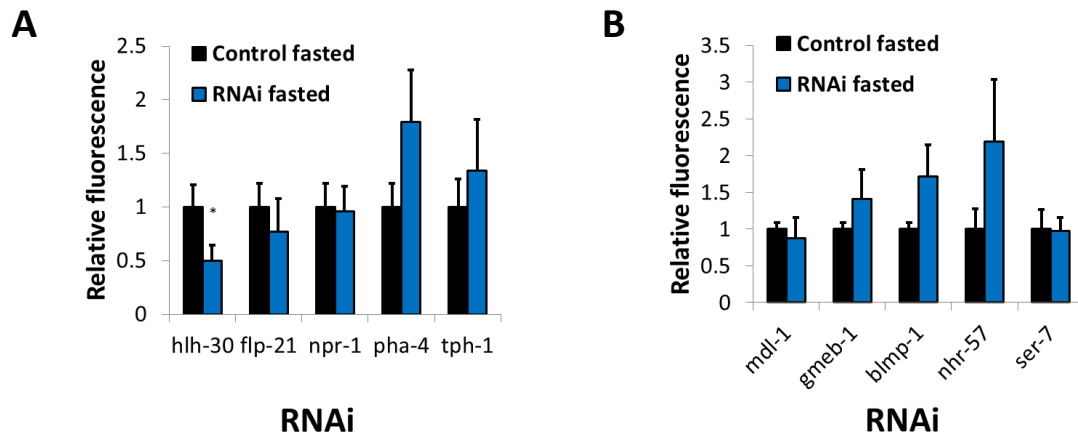 A
Relative fluorescence
2.5
2
1.5
1
0.5
0
Control fasted
RNAi fasted
*
hlh-30 flp-21 npr-1 pha-4 tph-1
RNAi
B
Relative fluorescence
3.5
3
2.5
2
1.5
1
0.5
0
Control fasted
RNAi fasted
mdl-1
gmeb-1
blmp-1
nhr-57
ser-7
RNAi